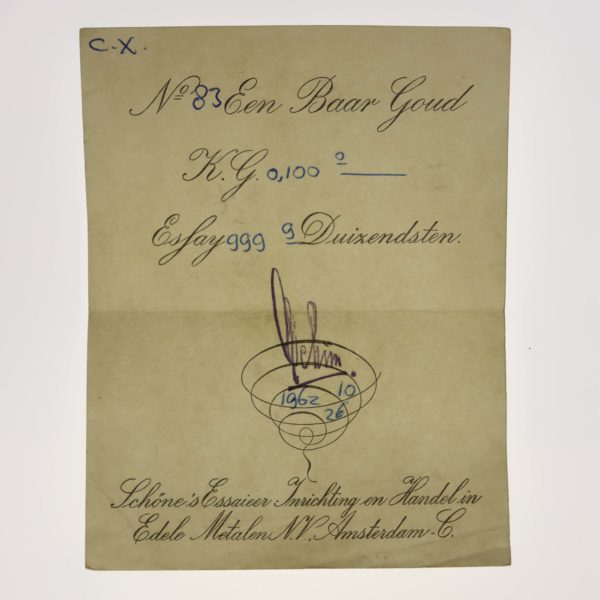 C-X.
No 83 Een Baar Goud
K.G. 0,100 o
Essay 999 9 Duizendsten.
1962 10
26
Schöne's Essaieer-Inrichting en Handel in
Edele Metalen N.V. Amsterdam-C.